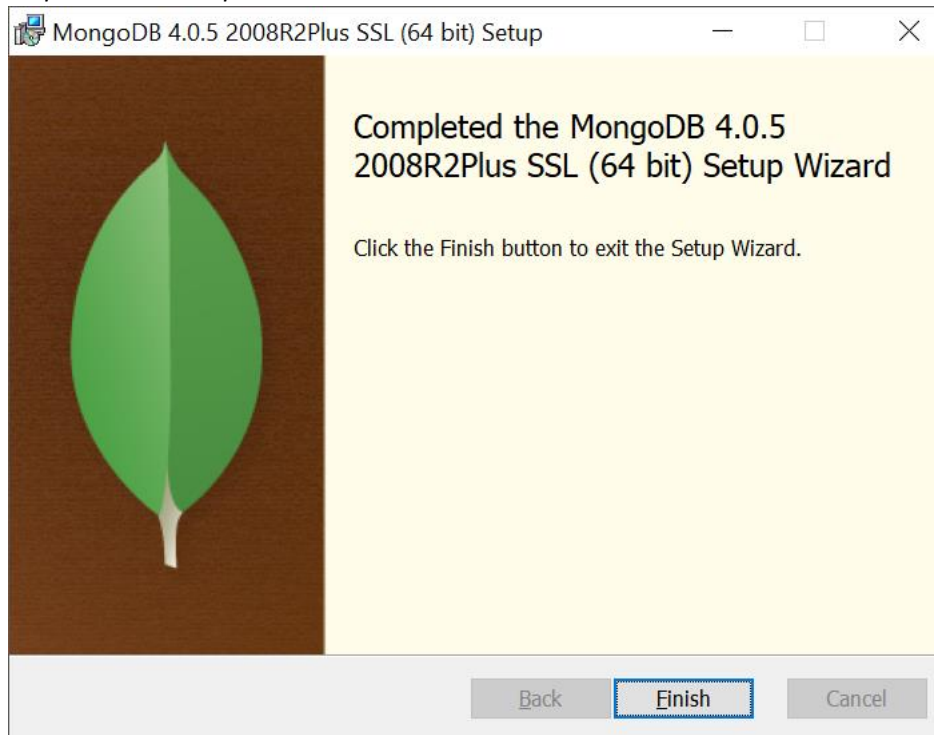 MongoDB 4.0.5 2008R2Plus SSL (64 bit) Setup
Completed the MongoDB 4.0.5
2008R2Plus SSL (64 bit) Setup Wizard
Click the Finish button to exit the Setup Wizard.
Back
Finish
Cancel